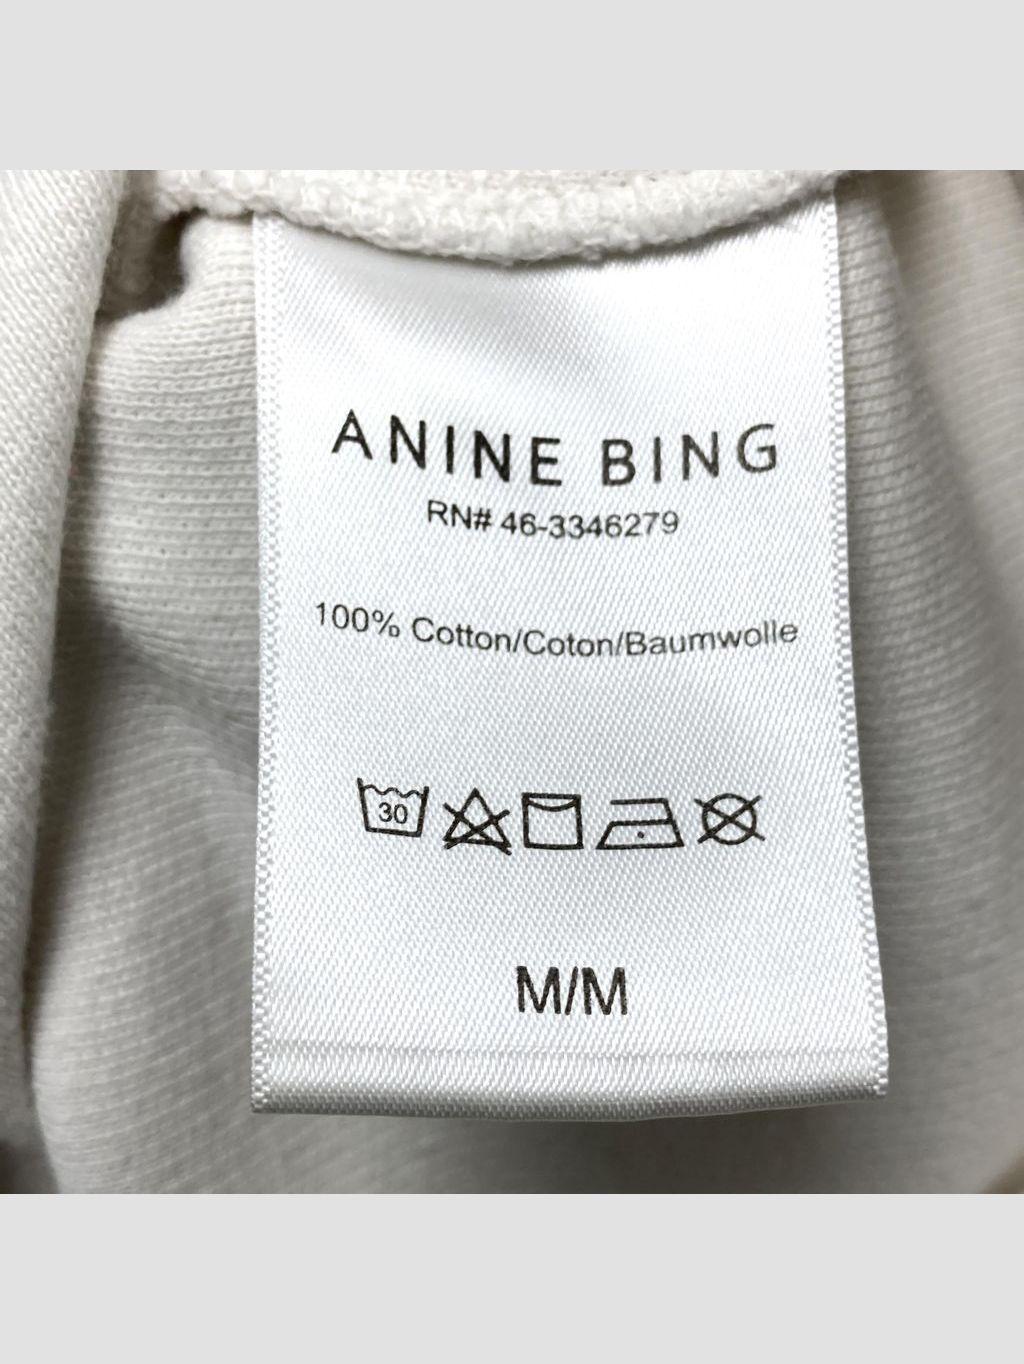 ANINE BING
RN# 46-3346279
100% Cotton/Coton/Baumwolle
30
M/M